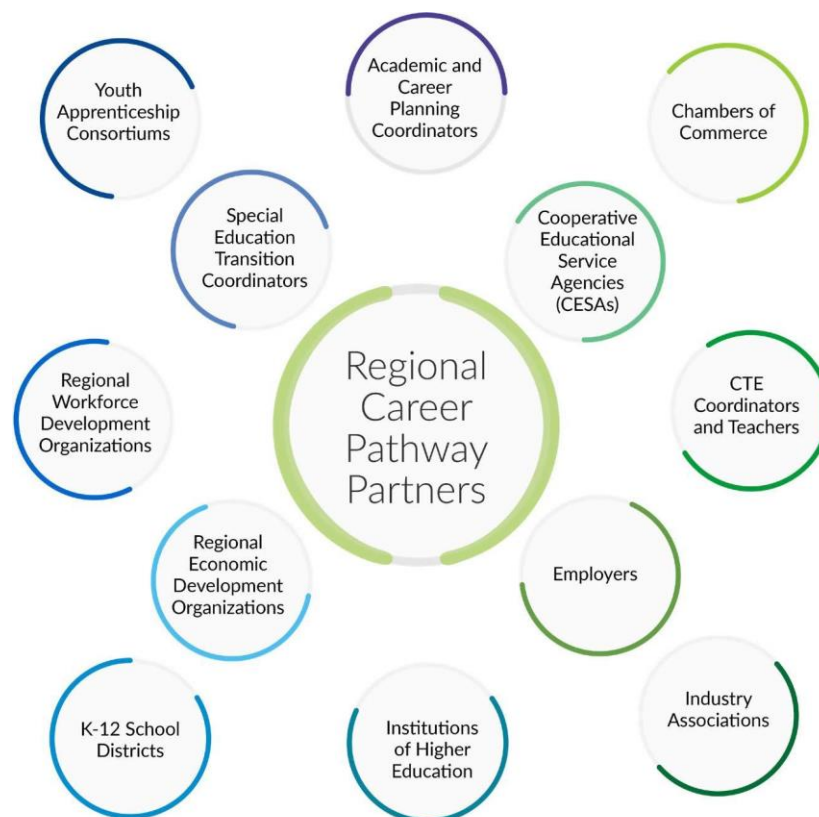 Youth
Apprenticeship
Consortiums
Academic and
Career
Planning
Coordinators
Chambers of
Commerce
Special
Education
Transition
Coordinators
Cooperative
Educational
Service
Agencies
(CESAs)
Regional
Career
Pathway
Partners
Regional
Workforce
Development
Organizations
CTE
Coordinators
and Teachers
Regional
Economic
Development
Organizations
Employers
K-12 School
Districts
Institutions
of Higher
Education
Industry
Associations